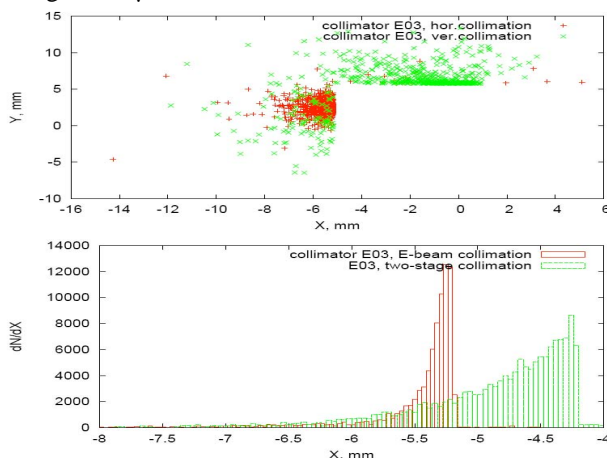 collimator E03, hor.collimation
collimator E03, ver.collimation
15
10
5
0
-5
-10
Y, mm
-16 -14 -12 -10 -8 -6 -4 -2 0 2 4 6
X, mm
14000
12000
10000
8000
6000
4000
2000
0
dN/dX
collimator E03, E-beam collimation
E03, two-stage collimation
-8 -7.5 -7 -6.5 -6 -5.5 -5 -4.5 -4
X, mm